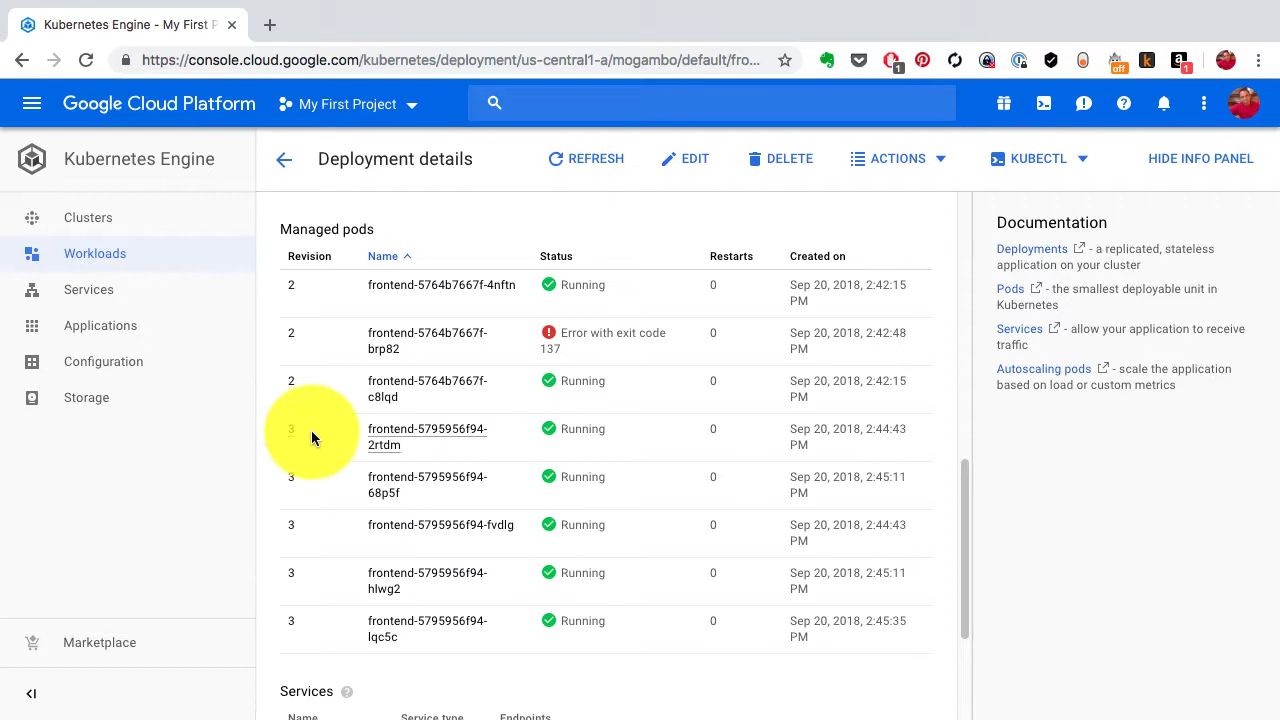 Kubernetes Engine - My First P
https://console.cloud.google.com/kubernetes/deployment/us-central1-a/mogambo/default/fro...
1
off
k
a
1
Google Cloud Platform
My First Project
Kubernetes Engine
Deployment details
REFRESH
EDIT
DELETE
ACTIONS
KUBECTL
HIDE INFO PANEL
Clusters
Workloads
Services
Applications
Configuration
Storage
Marketplace
Managed pods
Revision Name Status Restarts Created on
2 frontend-5764b7667f-4nftn Running 0 Sep 20, 2018, 2:42:15
PM
2 frontend-5764b7667f- Error with exit code 0 Sep 20, 2018, 2:42:48
brp82 137 PM
2 frontend-5764b7667f- Running 0 Sep 20, 2018, 2:42:15
c8lqd PM
3 frontend-5795956f94- Running 0 Sep 20, 2018, 2:44:43
2rtdm PM
3 frontend-5795956f94- Running 0 Sep 20, 2018, 2:45:11
68p5f PM
3 frontend-5795956f94-fvdlg Running 0 Sep 20, 2018, 2:44:43
PM
3 frontend-5795956f94- Running 0 Sep 20, 2018, 2:45:11
hlwg2 PM
3 frontend-5795956f94- Running 0 Sep 20, 2018, 2:45:35
lqc5c PM
Services
Name Service type Endpoints
Documentation
Deployments - a replicated, stateless
application on your cluster
Pods - the smallest deployable unit in
Kubernetes
Services - allow your application to receive
traffic
Autoscaling pods - scale the application
based on load or custom metrics